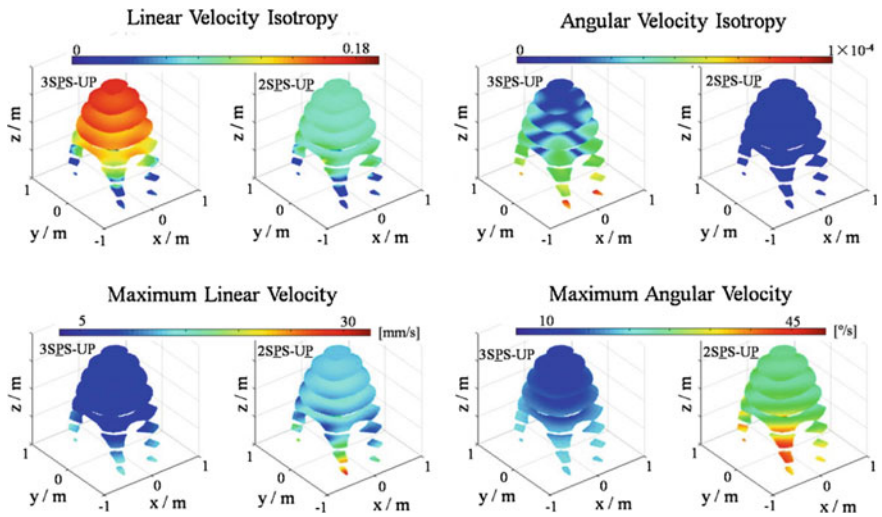 Linear Velocity Isotropy
0 0.18
3SPS-UP
2SPS-UP
z / m
z / m
1
0
-1
y / m
0
1
x / m
1
0
-1
y / m
0
1
x / m
Angular Velocity Isotropy
0 1×10⁻⁴
3SPS-UP
2SPS-UP
z / m
z / m
1
0
-1
y / m
0
1
x / m
1
0
-1
y / m
0
1
x / m
Maximum Linear Velocity
5 30 [mm/s]
3SPS-UP
2SPS-UP
z / m
z / m
1
0
-1
y / m
0
1
x / m
1
0
-1
y / m
0
1
x / m
Maximum Angular Velocity
10 45 [º/s]
3SPS-UP
2SPS-UP
z / m
z / m
1
0
-1
y / m
0
1
x / m
1
0
-1
y / m
0
1
x / m